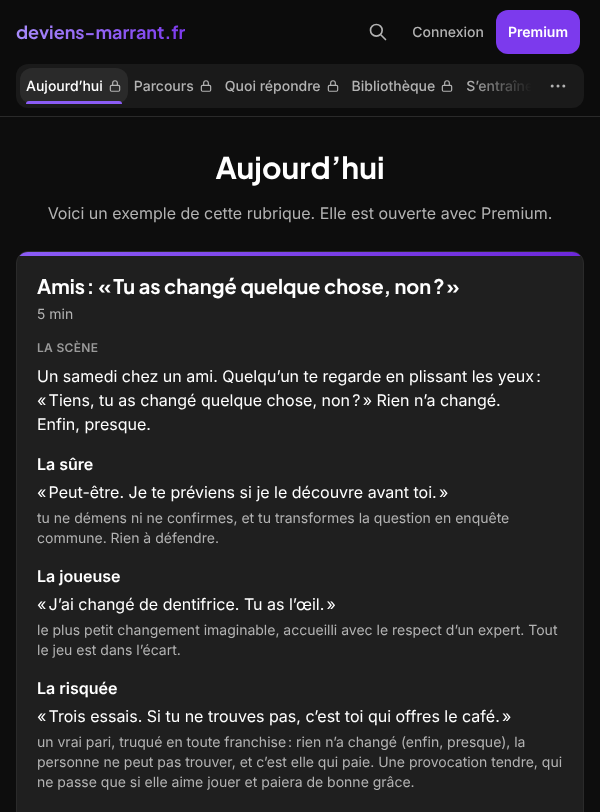 deviens-marrant.fr
Connexion
Premium
Aujourd’hui
Parcours
Quoi répondre
Bibliothèque
S’entraîn
Aujourd’hui
Voici un exemple de cette rubrique. Elle est ouverte avec Premium.
Amis : « Tu as changé quelque chose, non ? »
5 min
LA SCÈNE
Un samedi chez un ami. Quelqu’un te regarde en plissant les yeux :
« Tiens, tu as changé quelque chose, non ? » Rien n’a changé.
Enfin, presque.
La sûre
« Peut-être. Je te préviens si je le découvre avant toi. »
tu ne démens ni ne confirmes, et tu transformes la question en enquête
commune. Rien à défendre.
La joueuse
« J’ai changé de dentifrice. Tu as l’œil. »
le plus petit changement imaginable, accueilli avec le respect d’un expert. Tout
le jeu est dans l’écart.
La risquée
« Trois essais. Si tu ne trouves pas, c’est toi qui offres le café. »
un vrai pari, truqué en toute franchise : rien n’a changé (enfin, presque), la
personne ne peut pas trouver, et c’est elle qui paie. Une provocation tendre, qui
ne passe que si elle aime jouer et paiera de bonne grâce.